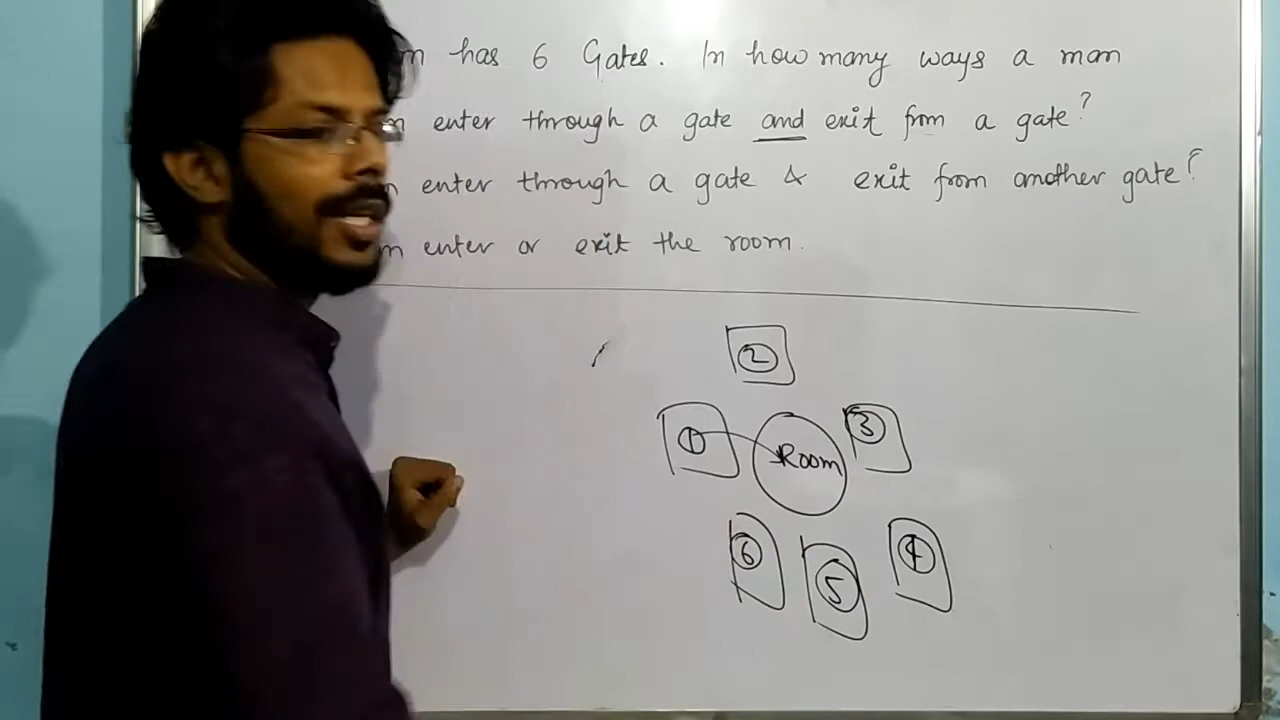 has 6 Gates. In how many ways a man
enter through a gate and exit from a gate?
enter through a gate & exit from another gate?
enter or exit the room.
2
1 Room 3
6 5 4